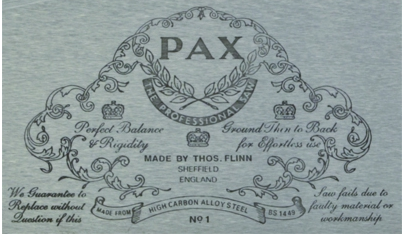 PAX
THE PROFESSIONAL SAW
Perfect Balance
& Rigidity
Ground Thin to Back
for Effortless use
MADE BY THOS. FLINN
SHEFFIELD
ENGLAND
We Guarantee to
Replace without
Question if this
Saw fails due to
faulty material or
workmanship
MADE FROM HIGH CARBON ALLOY STEEL BS 1449
Nº1